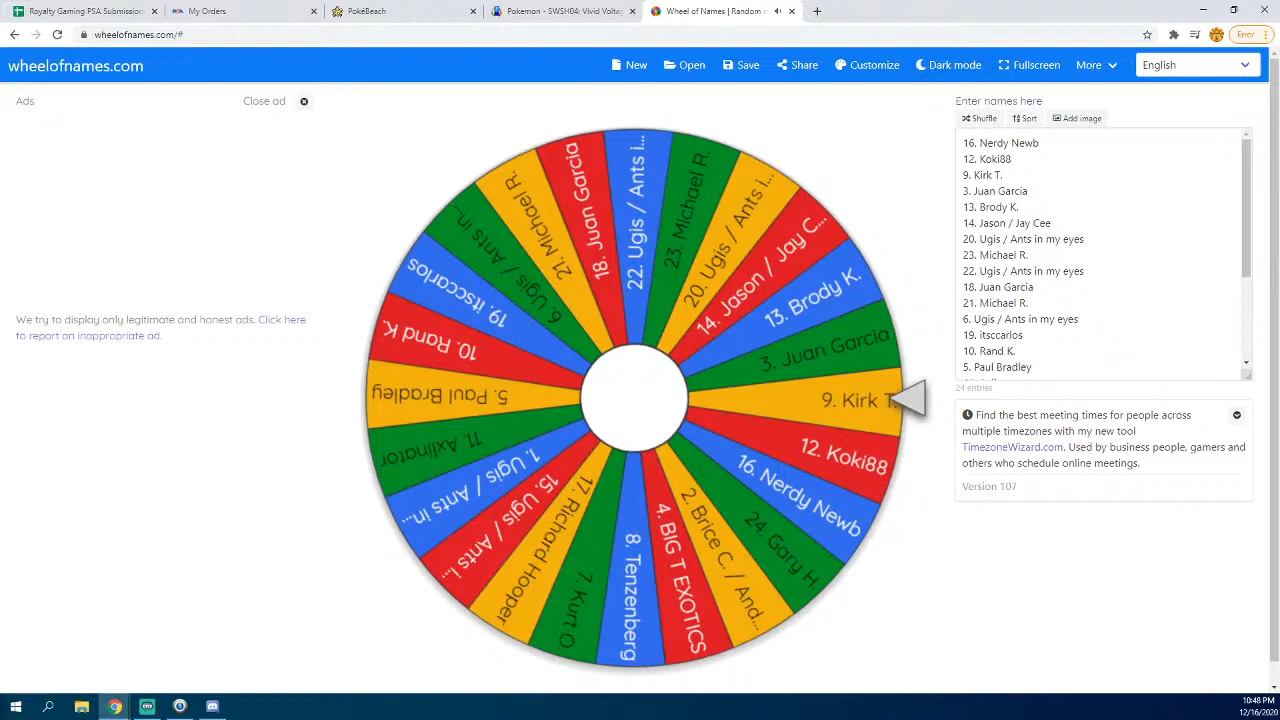 Royalty Gaming PSA Submission
My Orders
PokéBeach
Pokemon - SWSH04: Vivid Voltag
Wheel of Names | Random n
wheelofnames.com/#
Error
wheelofnames.com
New
Open
Save
Share
Customize
Dark mode
Fullscreen
More
English
Ads
Close ad
We try to display only legitimate and honest ads. Click here
to report an inappropriate ad.
22. Ugis / Ants i...
23. Michael R.
20. Ugis / Ants i...
14. Jason / Jay C...
13. Brody K.
3. Juan Garcia
9. Kirk T.
12. Koki88
16. Nerdy Newb
24. Gary H.
2. Brice C. / And...
4. BIG T EXOTICS
8. Tenzenberg
7. Kurt O
17. Richard Hooper
15. Ugis / Ants i...
1. Ugis / Ants in...
11. Axlinator
5. Paul Bradley
10. Rand K.
19. itsccarlos
6. Ugis / Ants in...
21. Michael R.
18. Juan Garcia
Enter names here
Shuffle
Sort
Add image
16. Nerdy Newb
12. Koki88
9. Kirk T.
3. Juan Garcia
13. Brody K.
14. Jason / Jay Cee
20. Ugis / Ants in my eyes
23. Michael R.
22. Ugis / Ants in my eyes
18. Juan Garcia
21. Michael R.
6. Ugis / Ants in my eyes
19. itsccarlos
10. Rand K.
5. Paul Bradley
24 entries
Find the best meeting times for people across
multiple timezones with my new tool
TimezoneWizard.com. Used by business people, gamers and
others who schedule online meetings.
Version 107
10:48 PM
12/16/2020